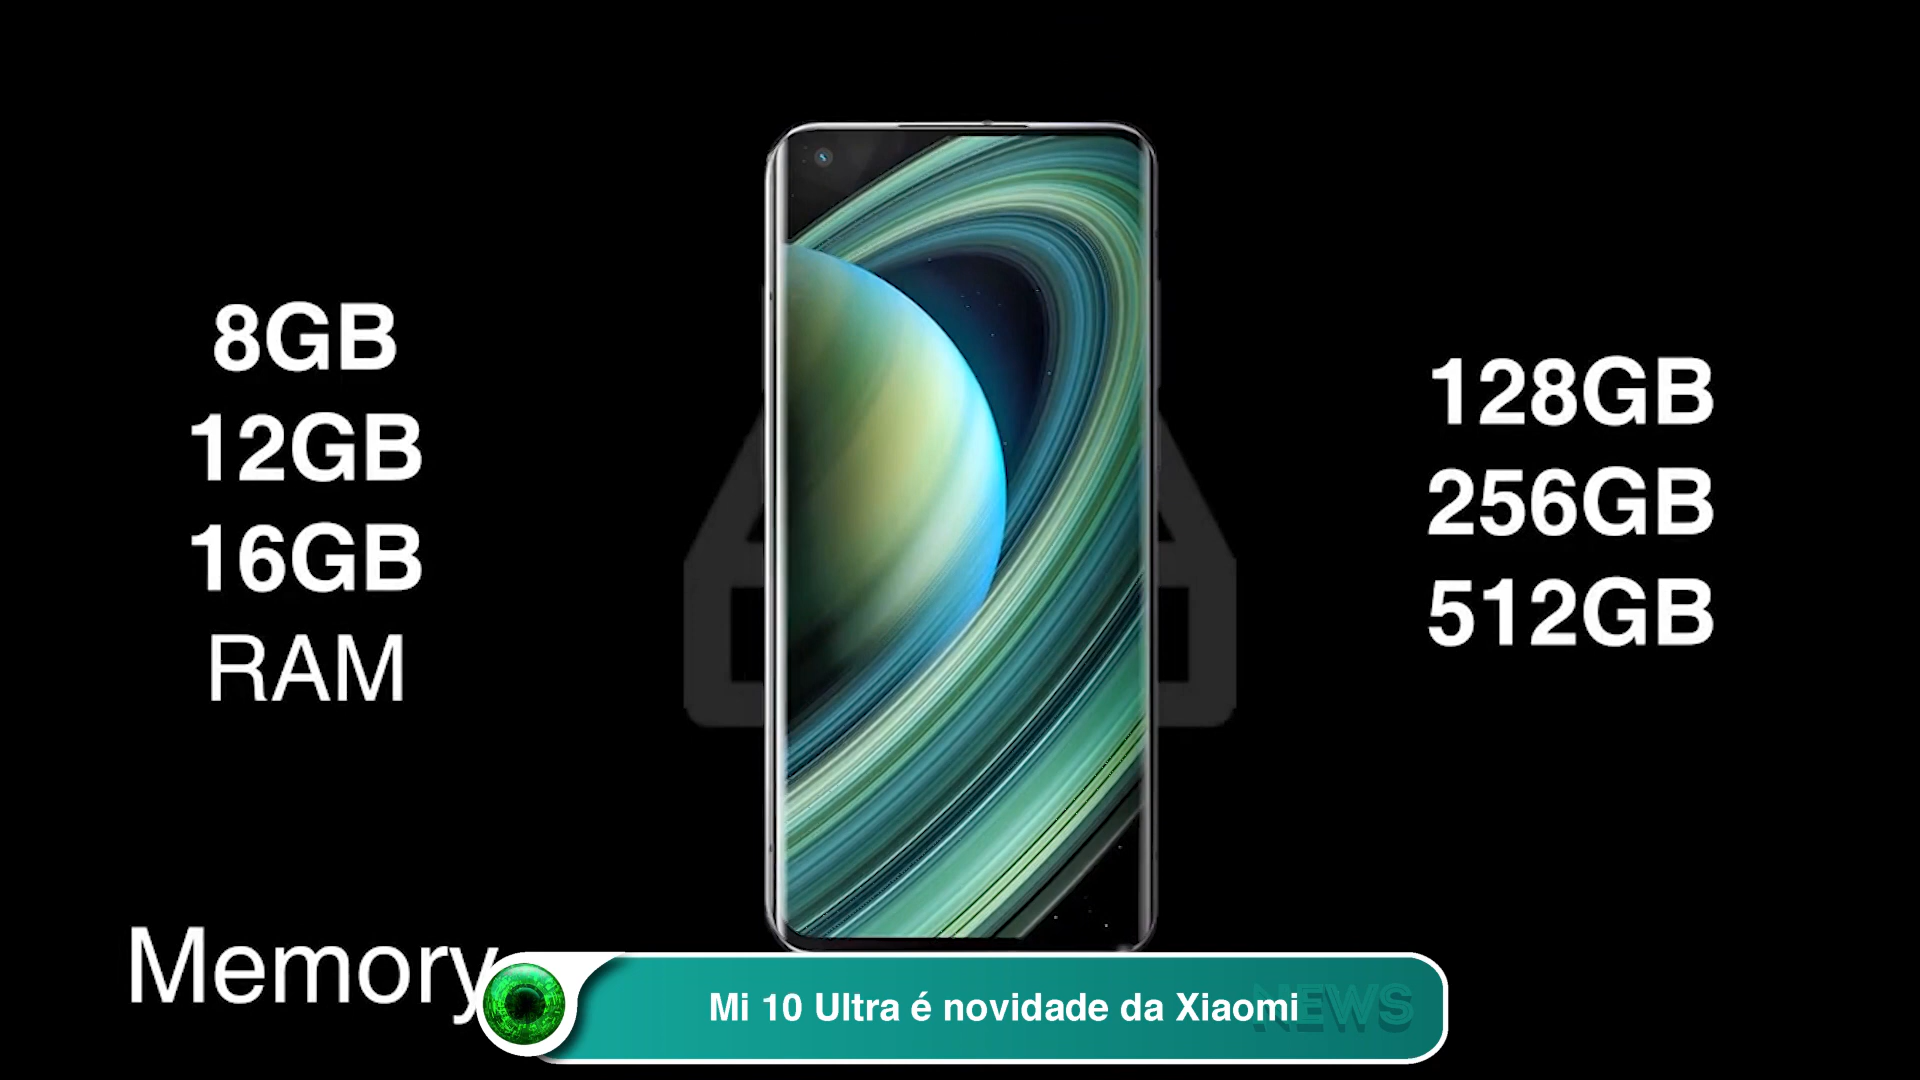 8GB
12GB
16GB
RAM
128GB
256GB
512GB
Memory
Mi 10 Ultra é novidade da Xiaomi
NEWS